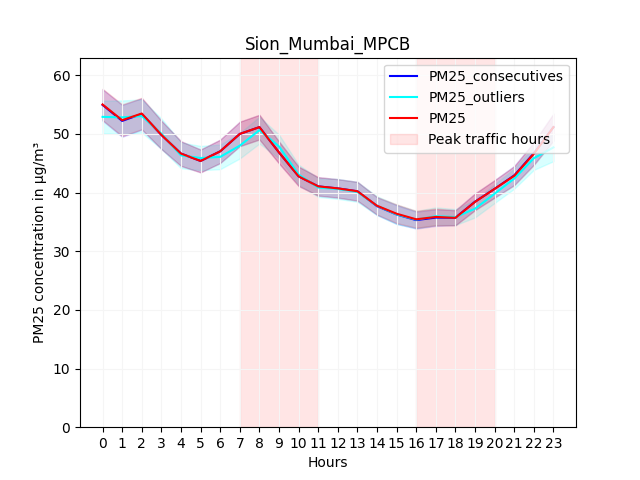 Sion_Mumbai_MPCB
PM25_consecutives
PM25_outliers
PM25
Peak traffic hours
PM25 concentration in µg/m³
60
50
40
30
20
10
0
0 1 2 3 4 5 6 7 8 9 10 11 12 13 14 15 16 17 18 19 20 21 22 23
Hours